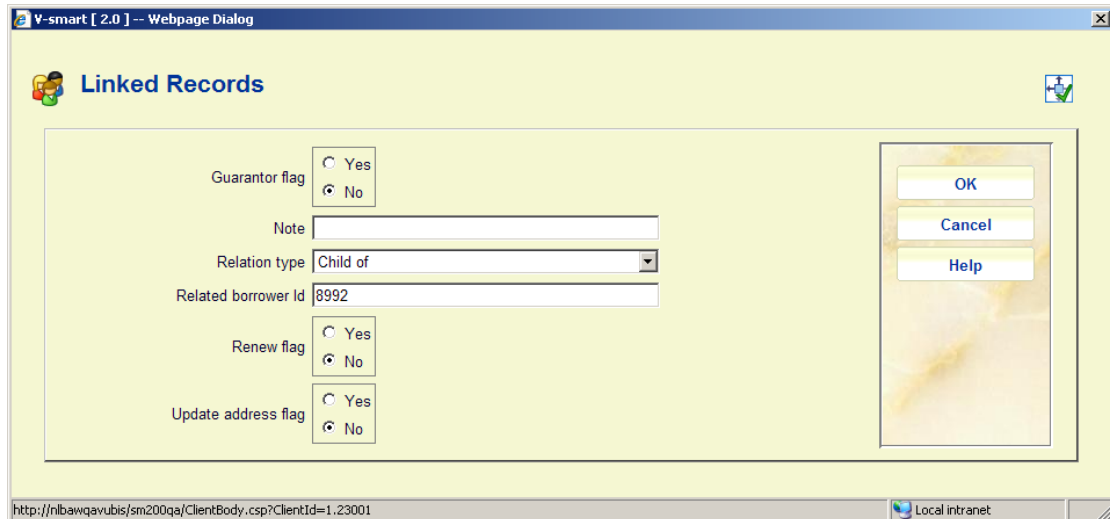 V-smart [ 2.0 ] -- Webpage Dialog
Linked Records
Guarantor flag
Yes
No
Note
Relation type Child of
Related borrower Id 8992
Renew flag
Yes
No
Update address flag
Yes
No
OK
Cancel
Help
http://nlbawqavubis/sm200qa/ClientBody.csp?ClientId=1.23001
Local intranet